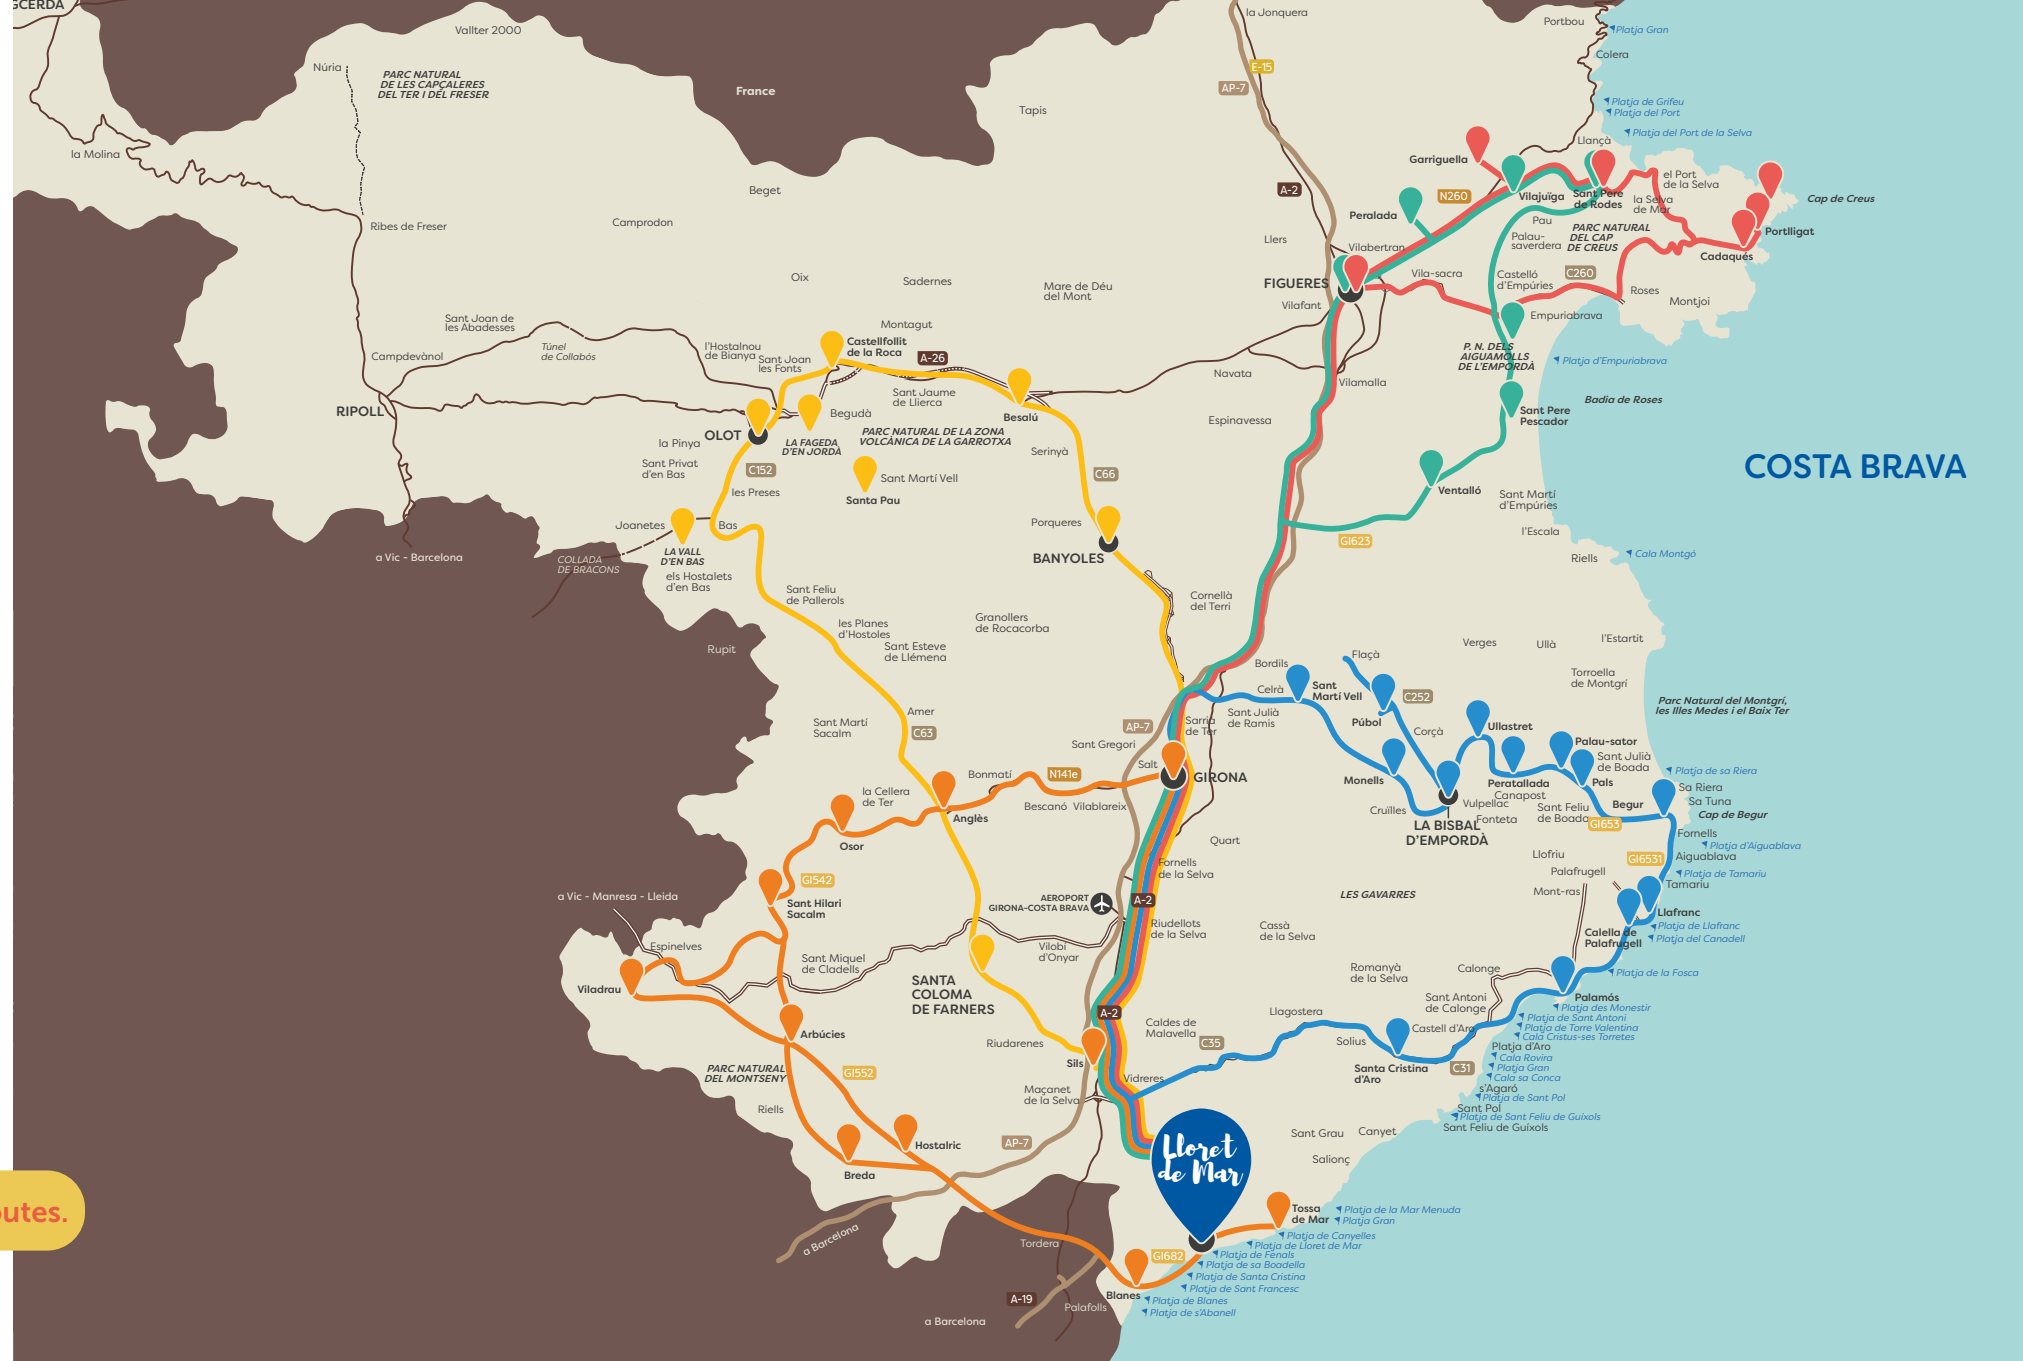 GCERDÀ
Vallter 2000
Núria
PARC NATURAL
DE LES CAPÇALERES
DEL TER I DEL FRESER
France
la Molina
Ribes de Freser
Camprodon
Beget
Tapis
la Jonquera
E-15
AP-7
A-2
Portbou
Platja Gran
Colera
Platja de Grifeu
Platja del Port
Platja del Port de la Selva
Llançà
Garriguella
N260
Vilajuïga
Sant Pere
de Rodes
el Port
de la Selva
la Selva
de Mar
Cap de Creus
Portlligat
Cadaqués
Peralada
Pau
Palau-
saverdera
PARC NATURAL
DEL CAP
DE CREUS
Llers
Vilabertran
FIGUERES
Vilafant
Vila-sacra
Castelló
d'Empúries
C260
Roses
Montjoi
Empuriabrava
P. N. DELS
AIGUAMOLLS
DE L'EMPORDÀ
Platja d'Empuriabrava
Badia de Roses
COSTA BRAVA
Oix
Sadernes
Mare de Déu
del Mont
Sant Joan de
les Abadesses
Túnel
de Collabós
Campdevànol
l'Hostalnou
de Bianya
Sant Joan
les Fonts
Montagut
Castellfollit
de la Roca
A-26
Sant Jaume
de Llierca
Besalú
Navata
Vilamalla
Espinavessa
RIPOLL
OLOT
Begudà
LA FAGEDA
D'EN JORDÀ
PARC NATURAL DE LA ZONA
VOLCÀNICA DE LA GARROTXA
la Pinya
Sant Privat
d'en Bas
C152
les Preses
Sant Martí Vell
Santa Pau
Serinyà
C66
Sant Pere
Pescador
Ventalló
Sant Martí
d'Empúries
l'Escala
GI623
Riells
Cala Montgó
Joanetes
Bas
a Vic - Barcelona
COLLADA
DE BRACONS
LA VALL
D'EN BAS
els Hostalets
d'en Bas
Porqueres
BANYOLES
Sant Feliu
de Pallerols
les Planes
d'Hostoles
Sant Esteve
de Llémena
Granollers
de Rocacorba
Cornellà
del Terri
Rupit
Verges
Ullà
l'Estartit
Torroella
de Montgrí
Parc Natural del Montgrí,
les Illes Medes i el Baix Ter
Bordils
Celrà
Sant
Martí Vell
Flaçà
C252
Púbol
Sant Julià
de Ramis
Sarrià
de Ter
Corçà
Ullastret
Palau-sator
Sant Julià
de Boada
Pals
Peratallada
Canapost
Monells
Cruïlles
Vulpellac
Fonteta
LA BISBAL
D'EMPORDÀ
Sant Feliu
de Boada
GI653
Begur
Platja de sa Riera
Sa Riera
Sa Tuna
Cap de Begur
Fornells
Platja d'Aiguablava
Aiguablava
GI6531
Platja de Tamariu
Tamariu
Llofriu
Palafrugell
Mont-ras
Llafranc
Platja de Llafranc
Platja del Canadell
Calella de
Palafrugell
Platja de la Fosca
Sant Martí
Sacalm
Amer
C63
AP-7
Sant Gregori
Salt
GIRONA
Bonmatí
N141e
Bescanó
Vilablareix
la Cellera
de Ter
Anglès
Osor
GI542
Sant Hilari
Sacalm
Quart
Fornells
de la Selva
AEROPORT
GIRONA-COSTA BRAVA
A-2
Riudellots
de la Selva
Cassà
de la Selva
LES GAVARRES
Romanyà
de la Selva
Calonge
Sant Antoni
de Calonge
Palamós
Platja des Monestir
Platja de Sant Antoni
Platja de Torre Valentina
Cala Cristus-ses Torretes
Platja d'Aro
Cala Rovira
Platja Gran
Cala sa Conca
s'Agaró
Platja de Sant Pol
Sant Pol
Platja de Sant Feliu de Guíxols
Sant Feliu de Guíxols
a Vic - Manresa - Lleida
Espinelves
Viladrau
Sant Miquel
de Cladells
Arbúcies
SANTA
COLOMA
DE FARNERS
Vilobí
d'Onyar
A-2
Caldes de
Malavella
C35
Llagostera
Solius
Castell d'Aro
Santa Cristina
d'Aro
C31
Riudarenes
Sils
Vidreres
Maçanet
de la Selva
PARC NATURAL
DEL MONTSENY
GI552
Riells
Hostalric
Breda
AP-7
Sant Grau
Canyet
Salionç
Lloret
de Mar
Tossa
de Mar
Platja de la Mar Menuda
Platja Gran
Platja de Canyelles
Platja de Lloret de Mar
Platja de Fenals
Platja de sa Boadella
Platja de Santa Cristina
Platja de Sant Francesc
Platja de Blanes
Platja de s'Abanell
GI682
Blanes
Tordera
Palafolls
A-19
a Barcelona
a Barcelona
outes.